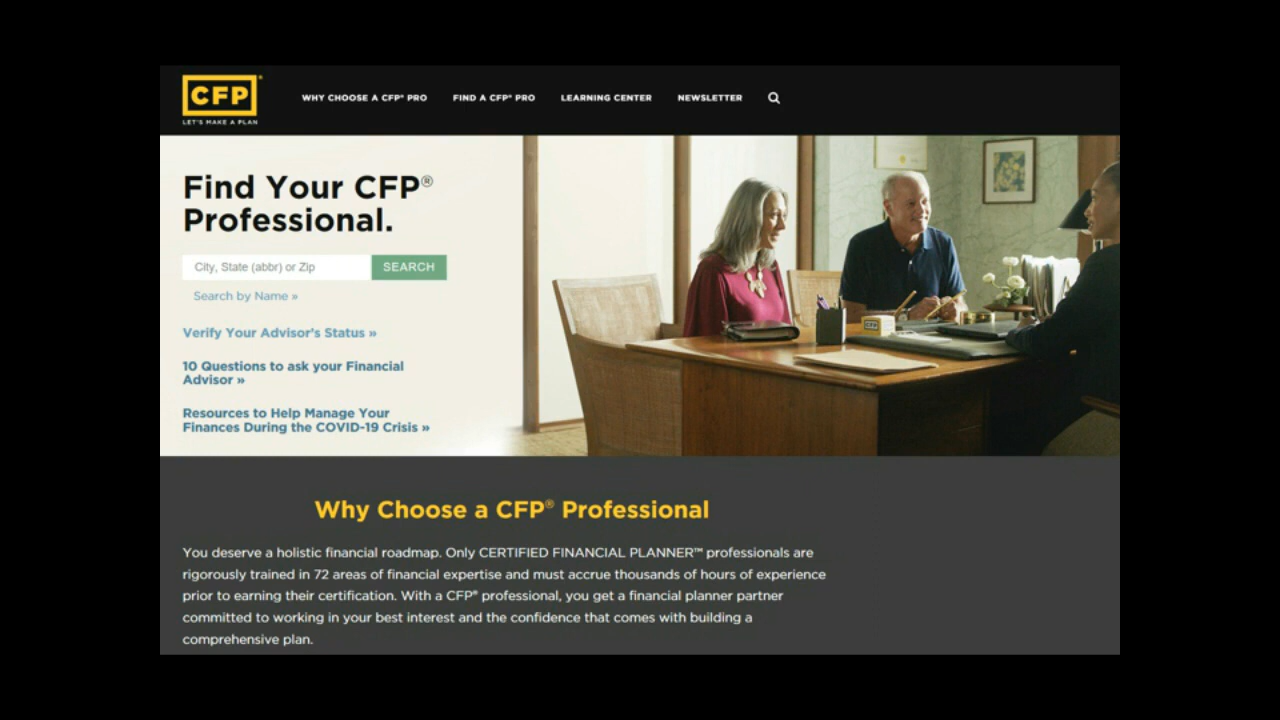 CFP®
LET'S MAKE A PLAN
WHY CHOOSE A CFP® PRO
FIND A CFP® PRO
LEARNING CENTER
NEWSLETTER
Find Your CFP®
Professional.
City, State (abbr) or Zip
SEARCH
Search by Name »
Verify Your Advisor's Status »
10 Questions to ask your Financial
Advisor »
Resources to Help Manage Your
Finances During the COVID-19 Crisis »
CFP
Why Choose a CFP® Professional
You deserve a holistic financial roadmap. Only CERTIFIED FINANCIAL PLANNER™ professionals are
rigorously trained in 72 areas of financial expertise and must accrue thousands of hours of experience
prior to earning their certification. With a CFP® professional, you get a financial planner partner
committed to working in your best interest and the confidence that comes with building a
comprehensive plan.